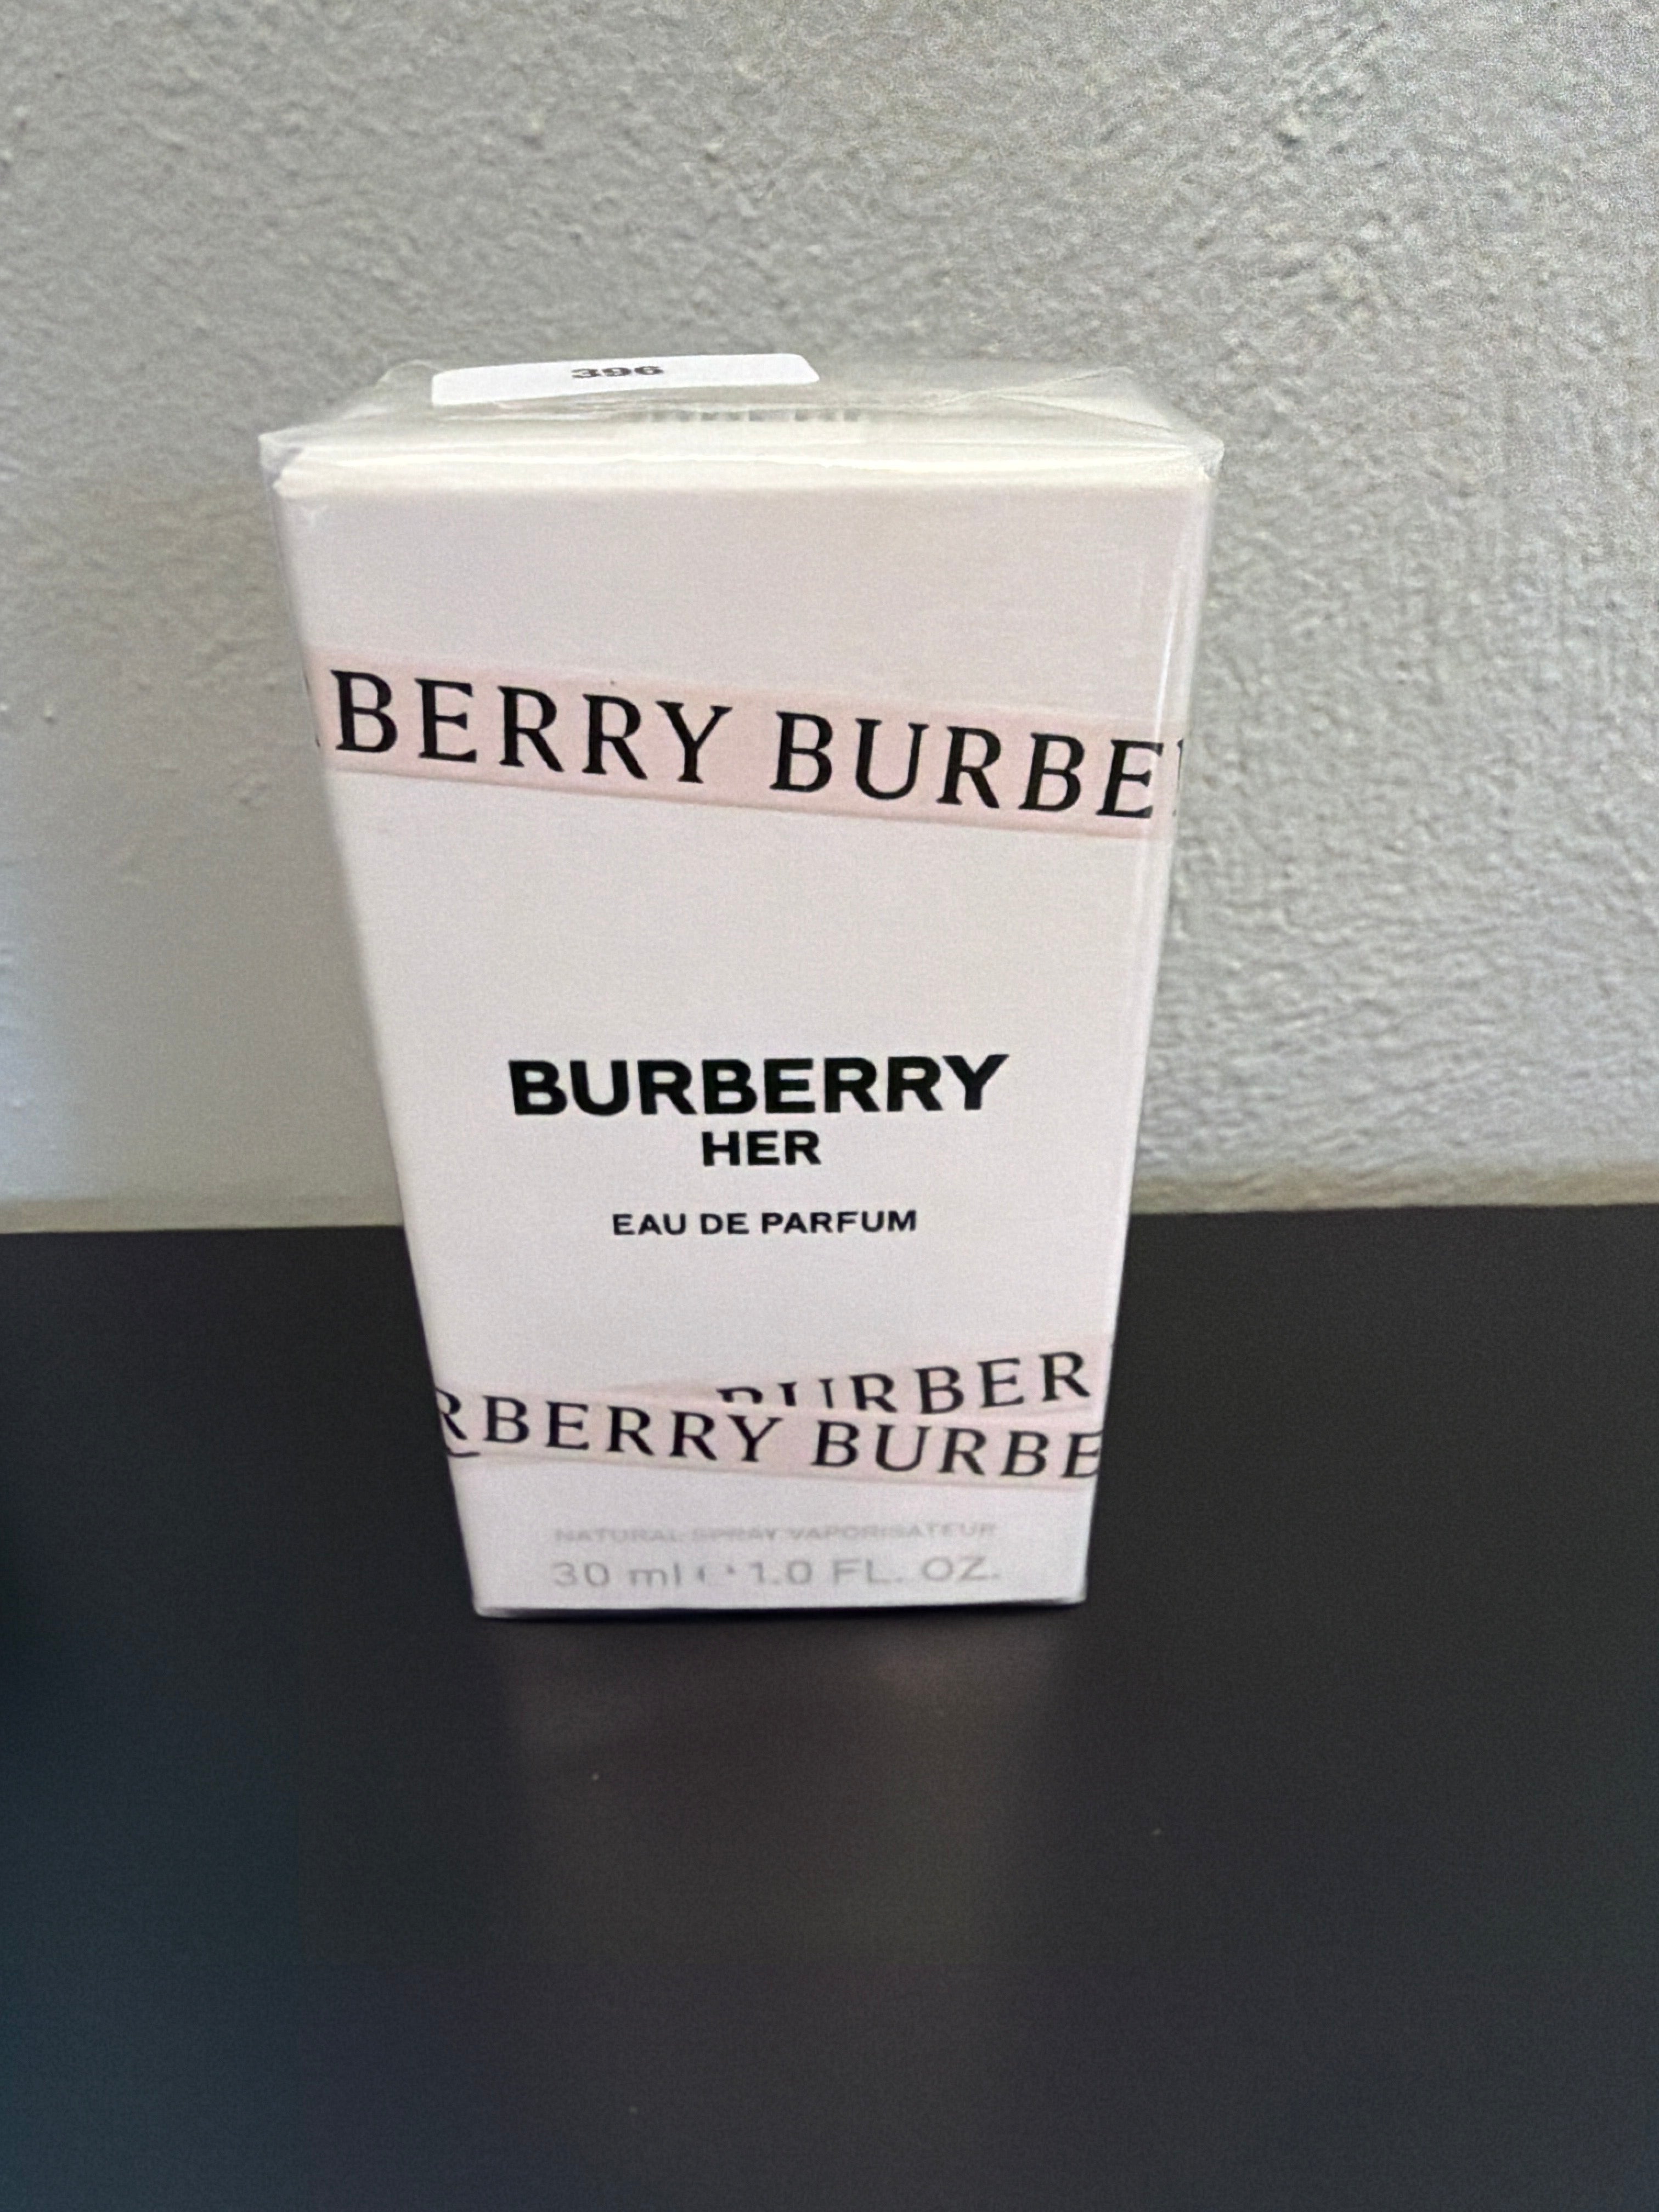 396
BERRY BURBE
BURBERRY
HER
EAU DE PARFUM
BURBER
RBERRY BURBE
NATURAL SPRAY VAPORISATEUR
30 ml e 1.0 FL. OZ.